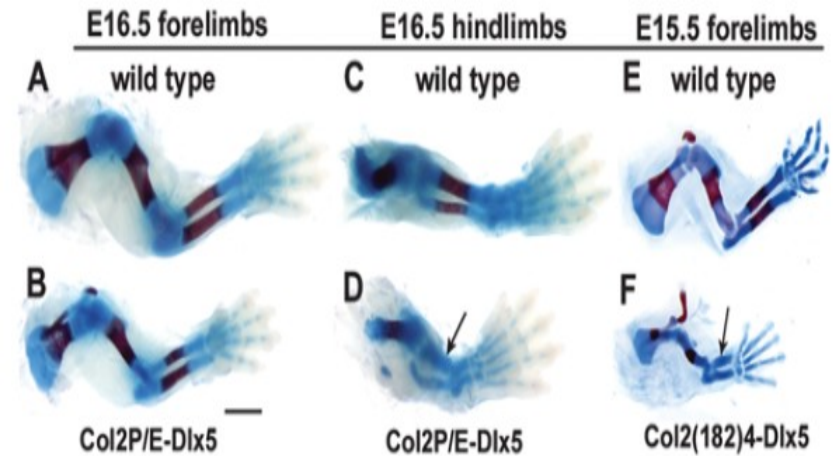 E16.5 forelimbs E16.5 hindlimbs E15.5 forelimbs
A wild type C wild type E wild type
B D F
Col2P/E-Dlx5 Col2P/E-Dlx5 Col2(182)4-Dlx5